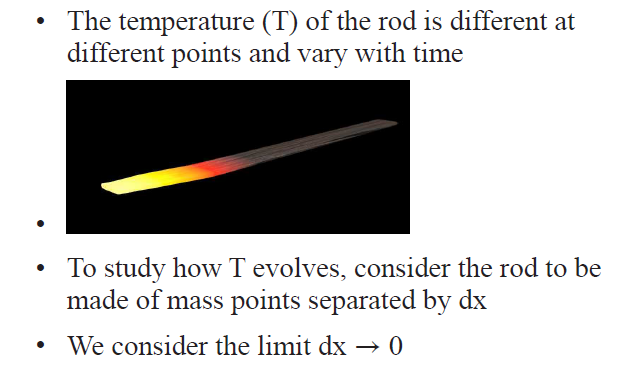 • The temperature (T) of the rod is different at
different points and vary with time
•
• To study how T evolves, consider the rod to be
made of mass points separated by dx
• We consider the limit dx → 0